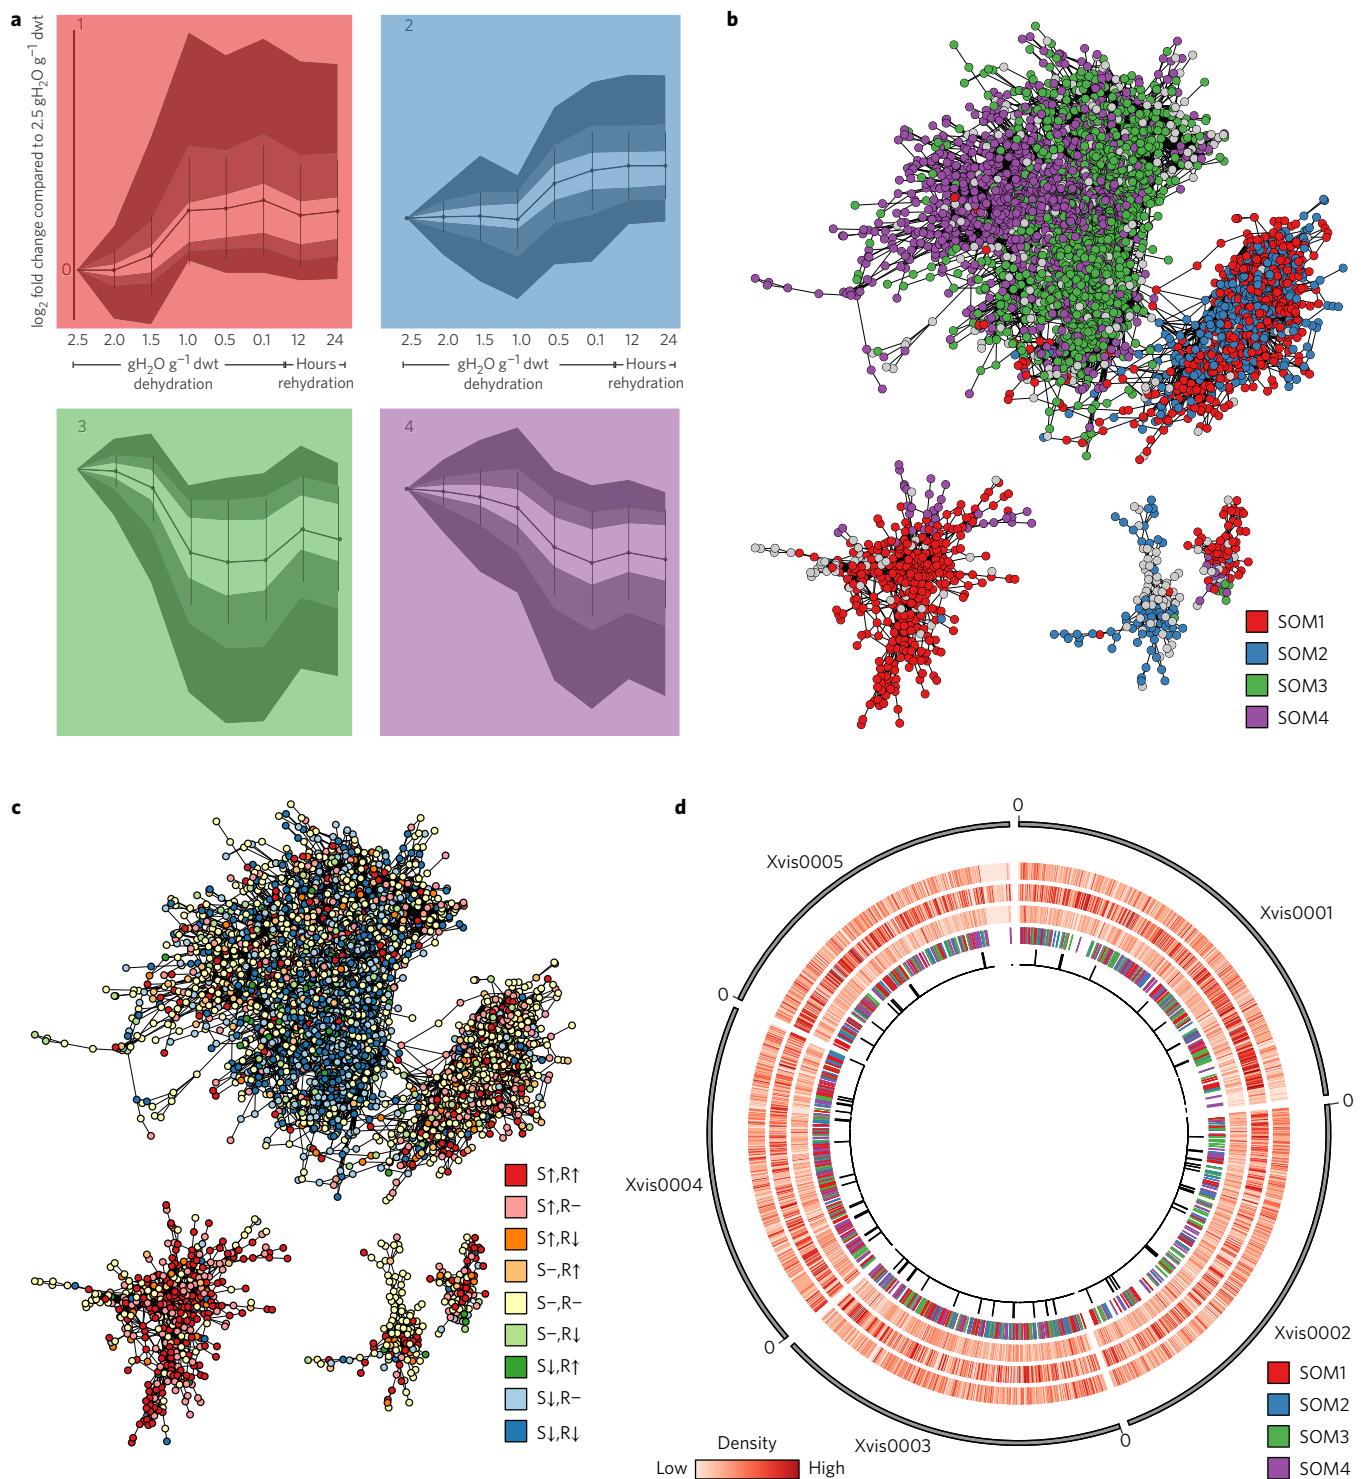 a
log₂ fold change compared to 2.5 gH₂O g⁻¹ dwt
1
0
2.5 2.0 1.5 1.0 0.5 0.1 12 24
gH₂O g⁻¹ dwt
dehydration
Hours
rehydration
2
2.5 2.0 1.5 1.0 0.5 0.1 12 24
gH₂O g⁻¹ dwt
dehydration
Hours
rehydration
3
4
b
SOM1
SOM2
SOM3
SOM4
c
S↑,R↑
S↑,R−
S↑,R↓
S−,R↑
S−,R−
S−,R↓
S↓,R↑
S↓,R−
S↓,R↓
d
0
Xvis0005
Xvis0001
0
0
Xvis0004
Xvis0002
0
0
Xvis0003
Density
Low High
SOM1
SOM2
SOM3
SOM4